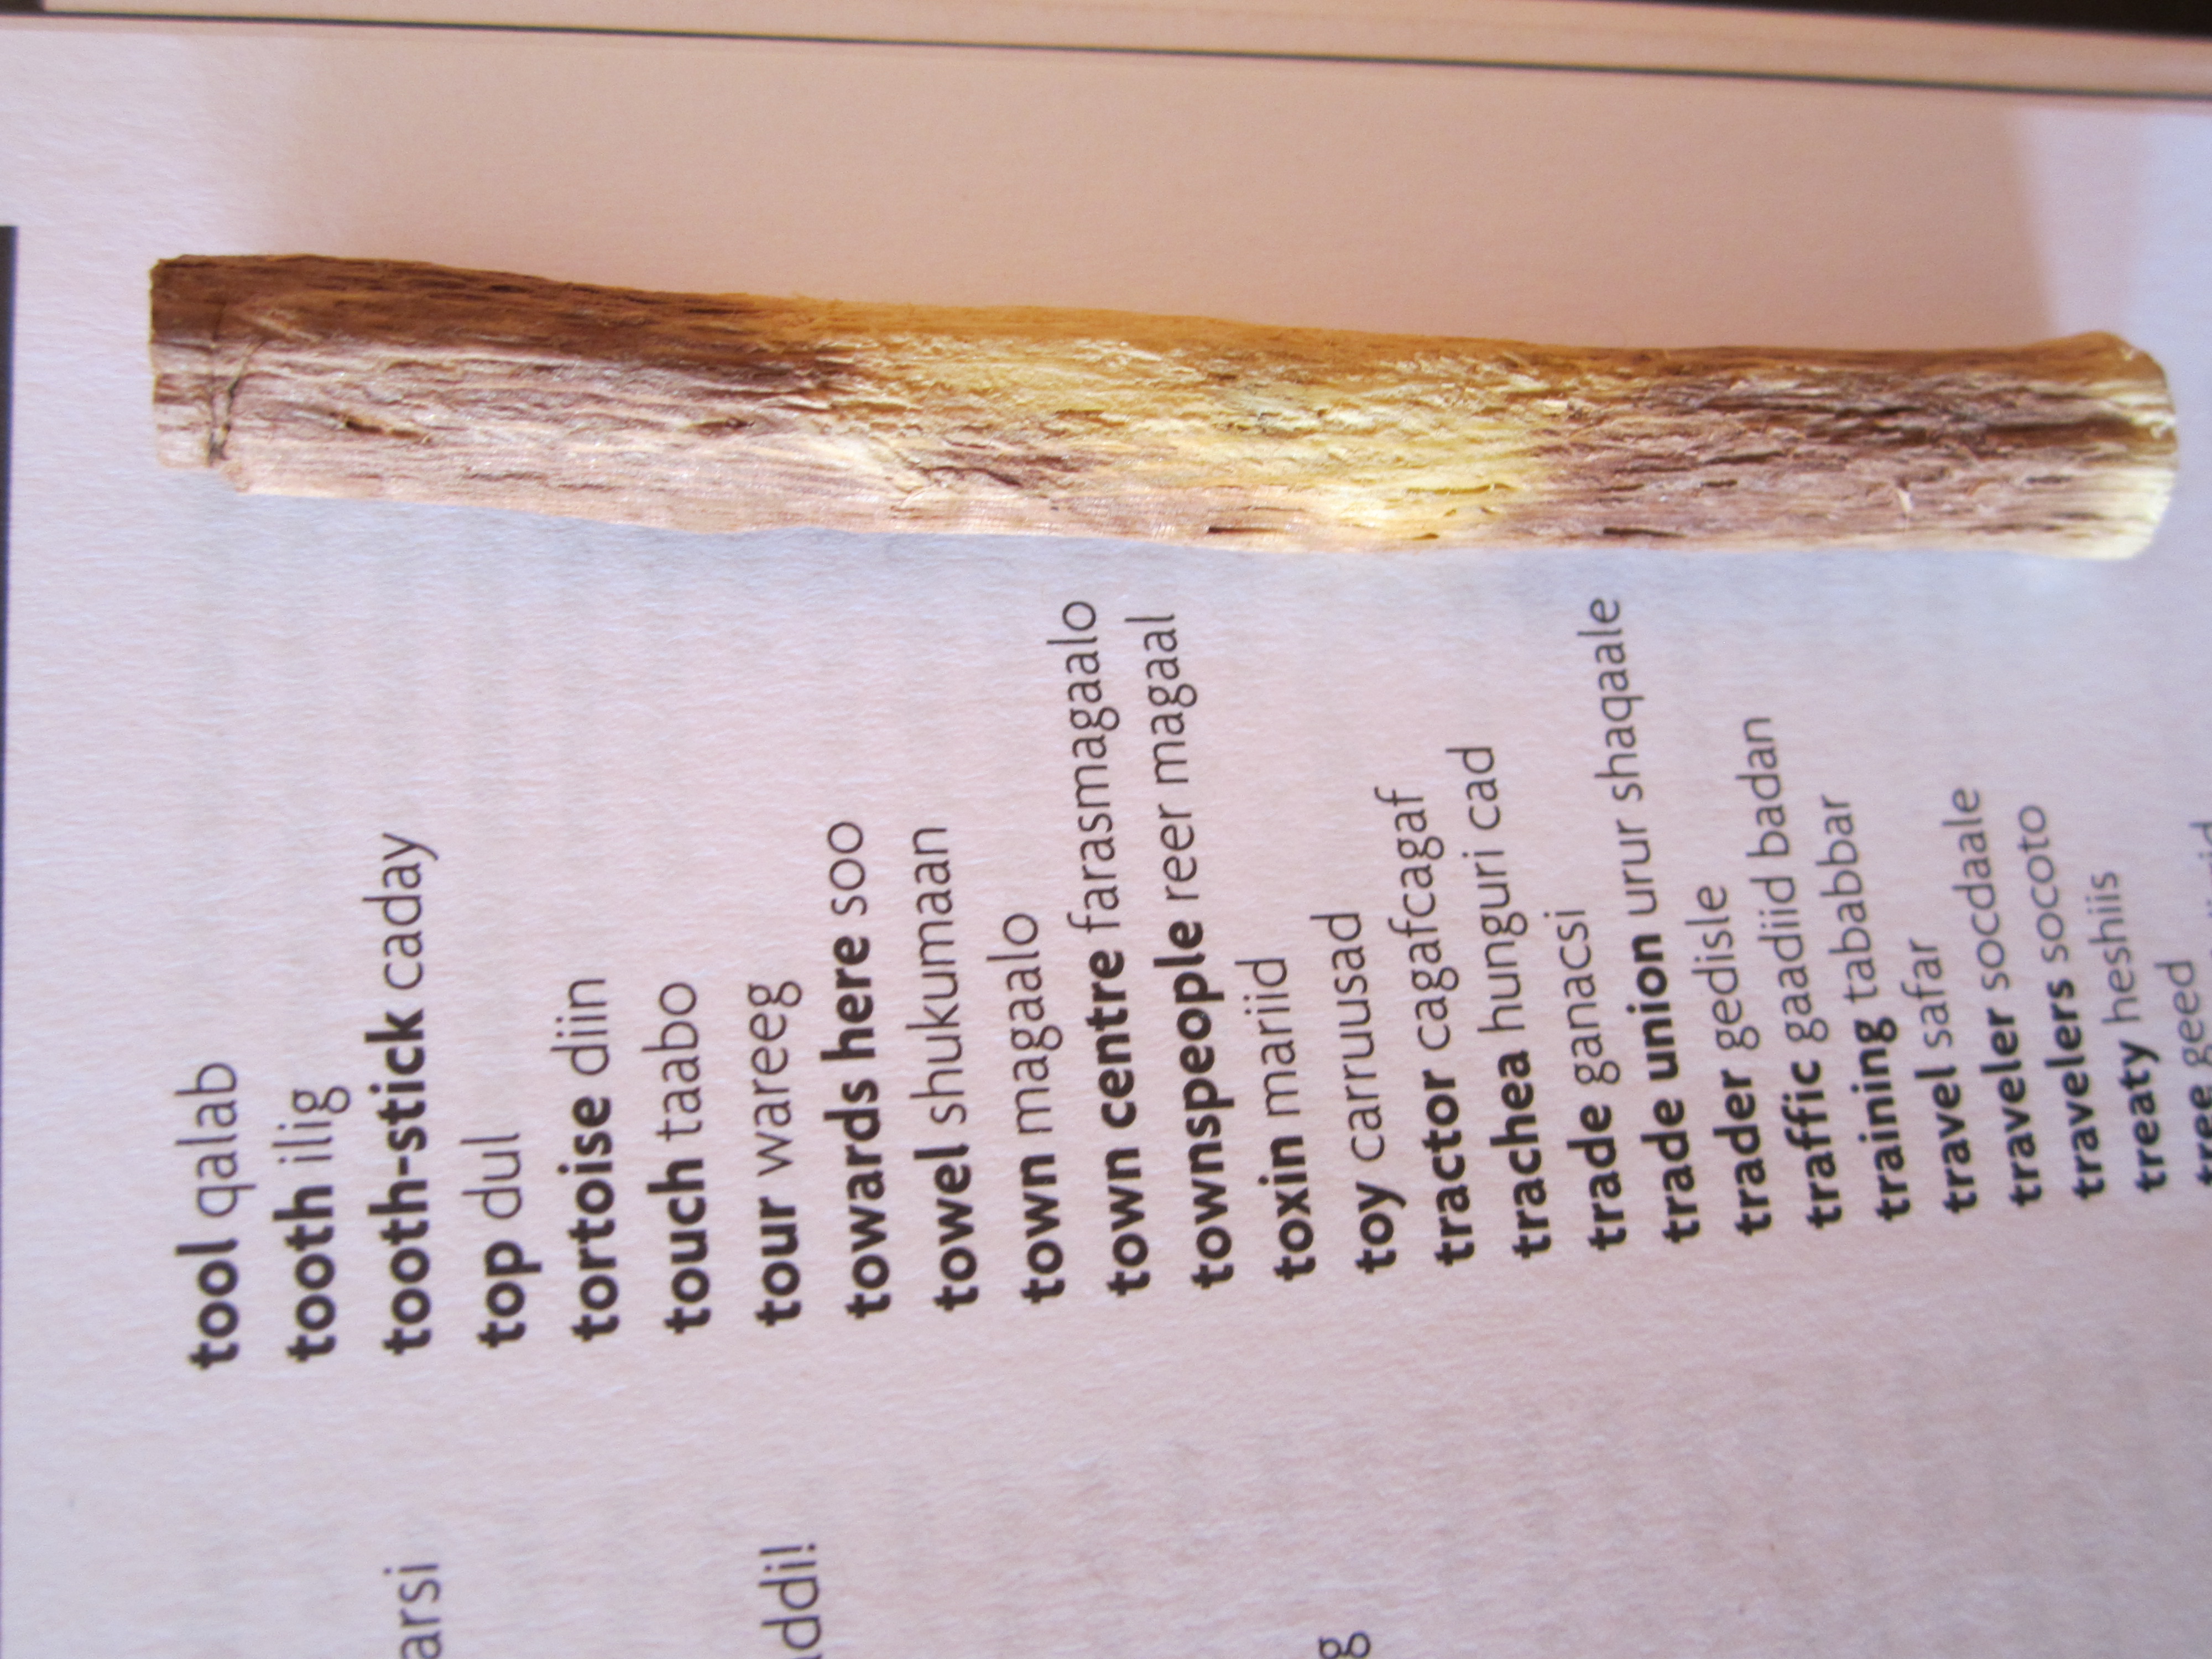 arsi
ddi!
g
tool qalab
tooth ilig
tooth-stick caday
top dul
tortoise diin
touch taabo
tour wareeg
towards here soo
towel shukumaan
town magaalo
town centre farasmagaalo
townspeople reer magaal
toxin mariid
toy carruusad
tractor cagafcagaf
trachea hunguri cad
trade ganacsi
trade union urur shaqaale
trader gedisle
traffic gaadiid badan
training tababbar
travel safar
traveler socdaale
travelers socoto
treaty heshiis
tree geed